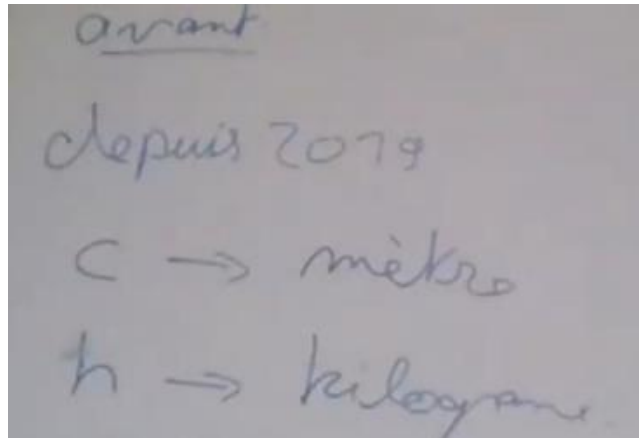 avant
depuis 2019
c → mètre
h → kilogramme